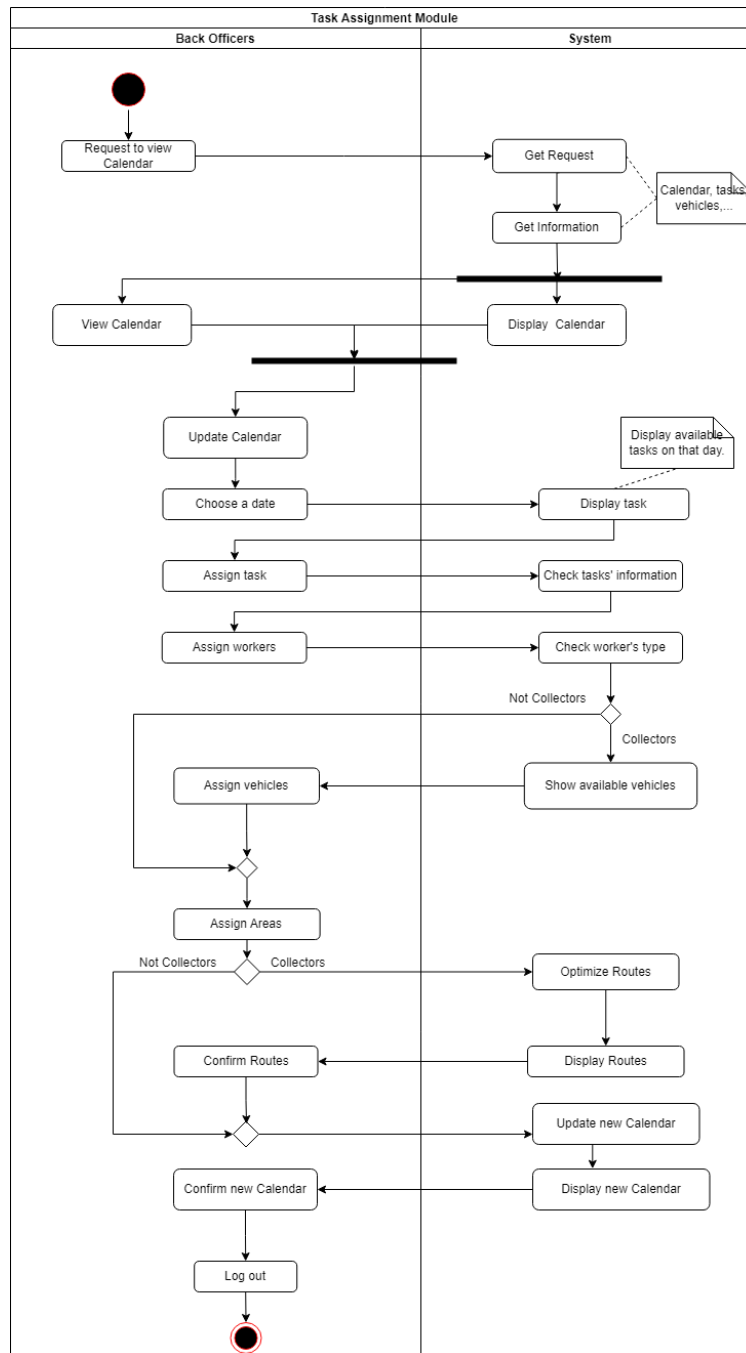 Task Assignment Module
Back Officers
System
Request to view
Calendar
Get Request
Calendar, tasks,
vehicles,...
Get Information
View Calendar
Display Calendar
Update Calendar
Display available
tasks on that day.
Choose a date
Display task
Assign task
Check tasks' information
Assign workers
Check worker's type
Not Collectors
Collectors
Assign vehicles
Show available vehicles
Assign Areas
Not Collectors
Collectors
Optimize Routes
Confirm Routes
Display Routes
Update new Calendar
Confirm new Calendar
Display new Calendar
Log out